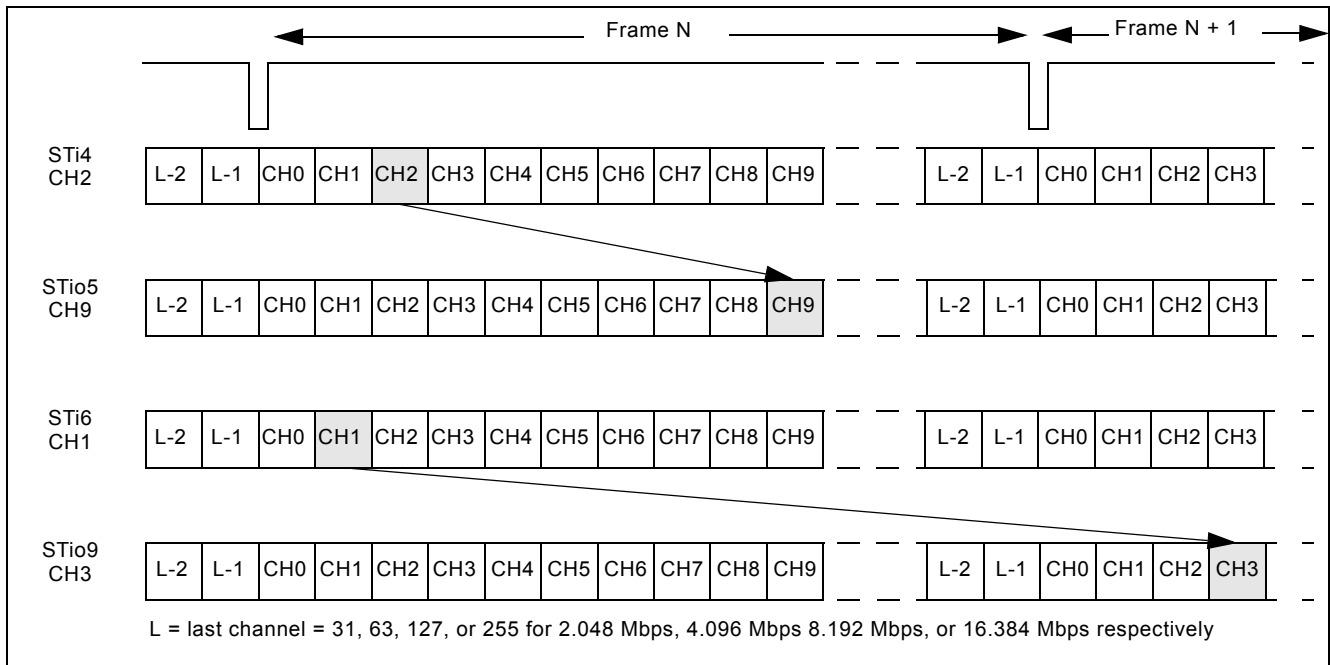 Frame N Frame N + 1
STi4
CH2
L-2 L-1 CH0 CH1 CH2 CH3 CH4 CH5 CH6 CH7 CH8 CH9 L-2 L-1 CH0 CH1 CH2 CH3
STio5
CH9
L-2 L-1 CH0 CH1 CH2 CH3 CH4 CH5 CH6 CH7 CH8 CH9 L-2 L-1 CH0 CH1 CH2 CH3
STi6
CH1
L-2 L-1 CH0 CH1 CH2 CH3 CH4 CH5 CH6 CH7 CH8 CH9 L-2 L-1 CH0 CH1 CH2 CH3
STio9
CH3
L-2 L-1 CH0 CH1 CH2 CH3 CH4 CH5 CH6 CH7 CH8 CH9 L-2 L-1 CH0 CH1 CH2 CH3
L = last channel = 31, 63, 127, or 255 for 2.048 Mbps, 4.096 Mbps 8.192 Mbps, or 16.384 Mbps respectively